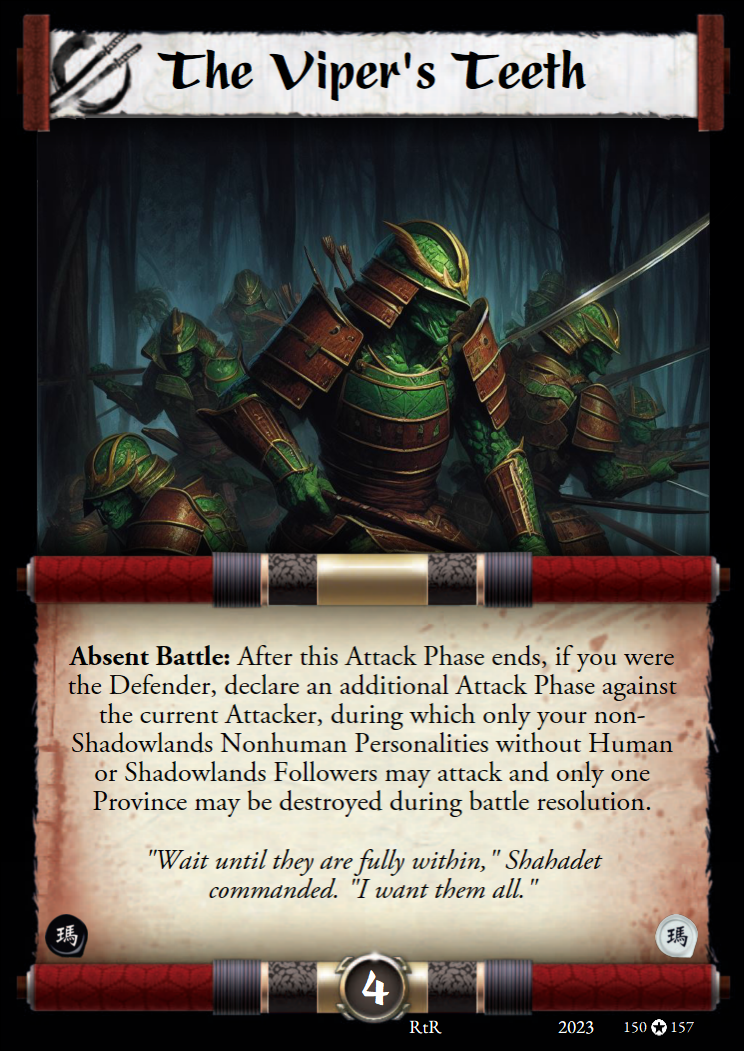 The Viper's Teeth
Absent Battle: After this Attack Phase ends, if you were
the Defender, declare an additional Attack Phase against
the current Attacker, during which only your non-
Shadowlands Nonhuman Personalities without Human
or Shadowlands Followers may attack and only one
Province may be destroyed during battle resolution.
"Wait until they are fully within," Shahadet
commanded. "I want them all."
瑪 瑪
4
RtR 2023 150 ✪ 157